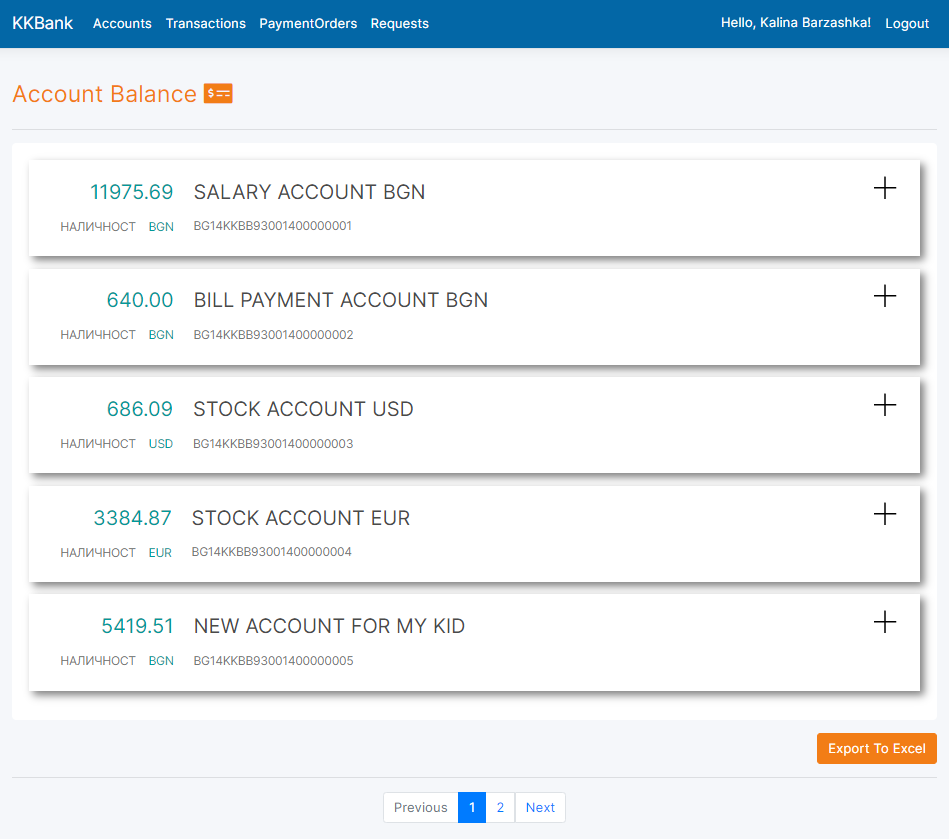 KKBank Accounts Transactions PaymentOrders Requests Hello, Kalina Barzashka! Logout
Account Balance
11975.69 SALARY ACCOUNT BGN
НАЛИЧНОСТ BGN BG14KKBB93001400000001
640.00 BILL PAYMENT ACCOUNT BGN
НАЛИЧНОСТ BGN BG14KKBB93001400000002
686.09 STOCK ACCOUNT USD
НАЛИЧНОСТ USD BG14KKBB93001400000003
3384.87 STOCK ACCOUNT EUR
НАЛИЧНОСТ EUR BG14KKBB93001400000004
5419.51 NEW ACCOUNT FOR MY KID
НАЛИЧНОСТ BGN BG14KKBB93001400000005
Export To Excel
Previous 1 2 Next